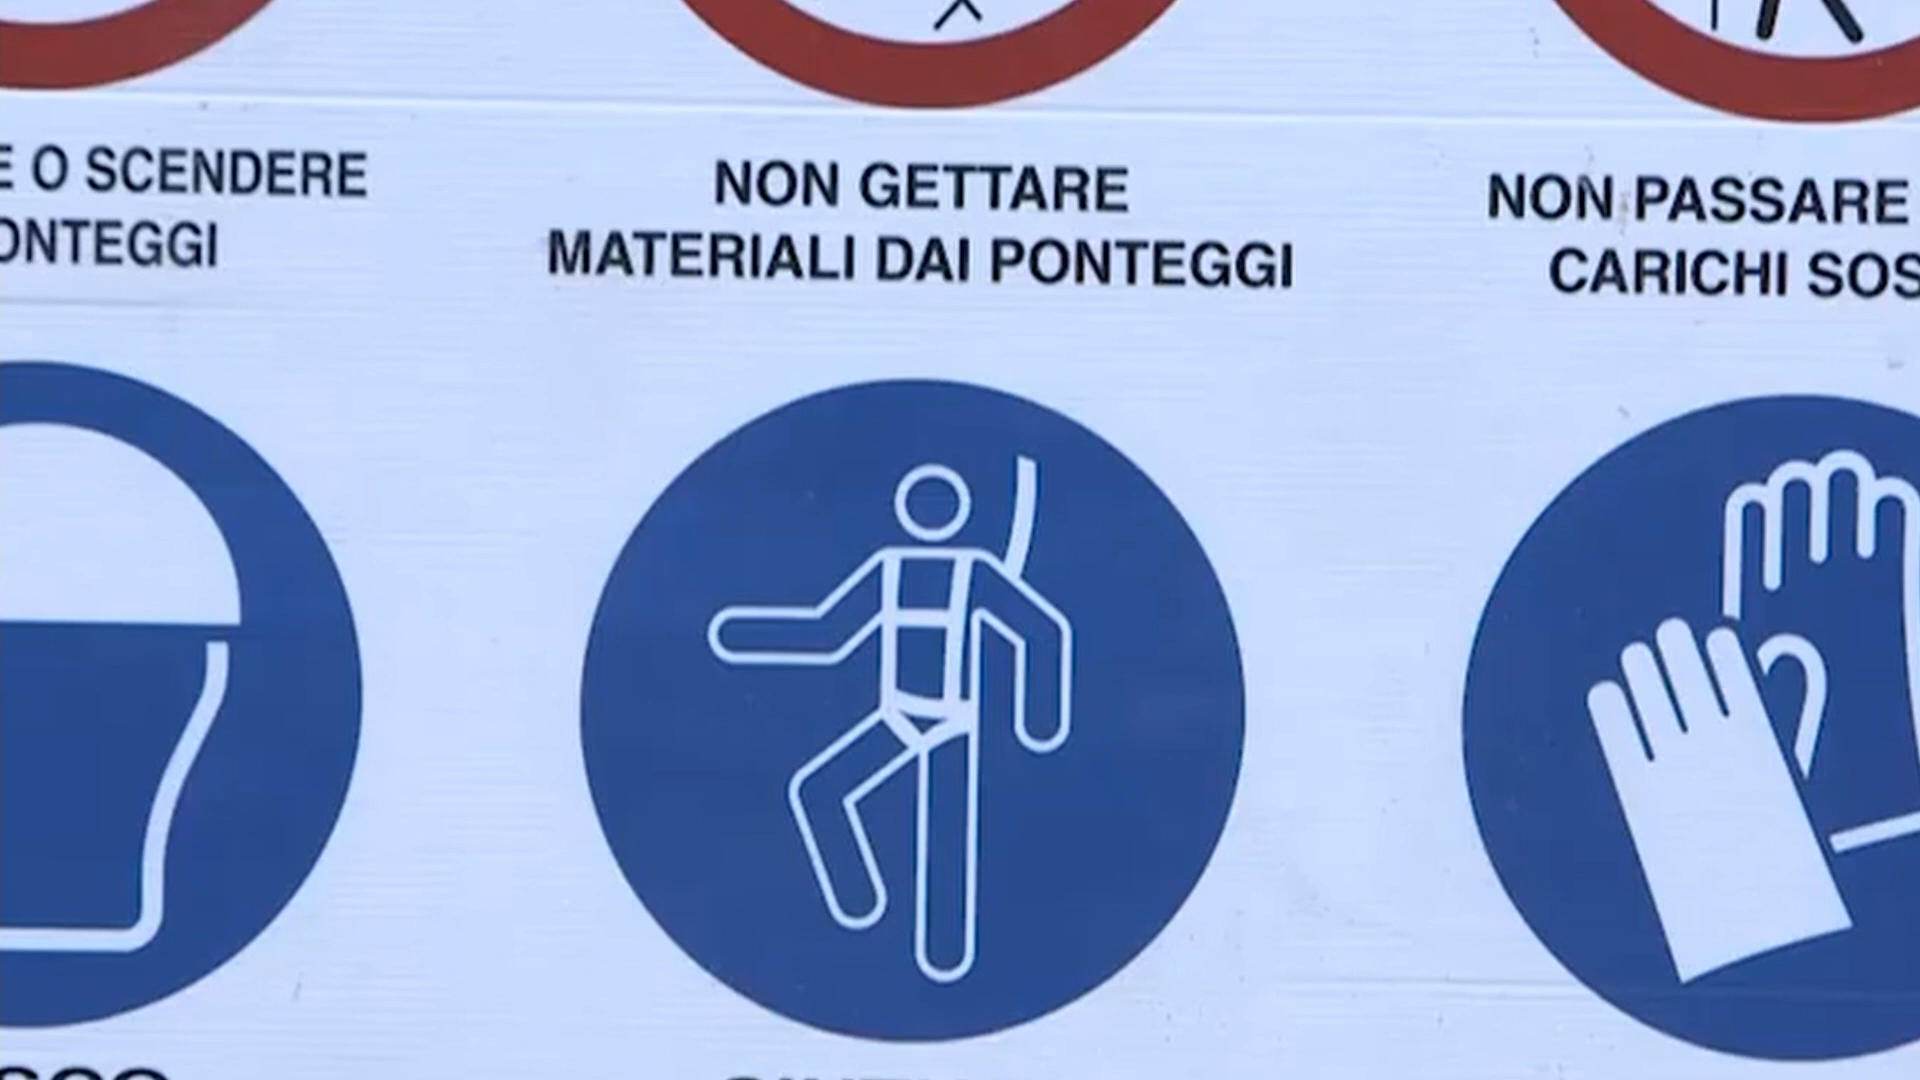 E O SCENDERE
ONTEGGI
NON GETTARE
MATERIALI DAI PONTEGGI
NON PASSARE
CARICHI SOS